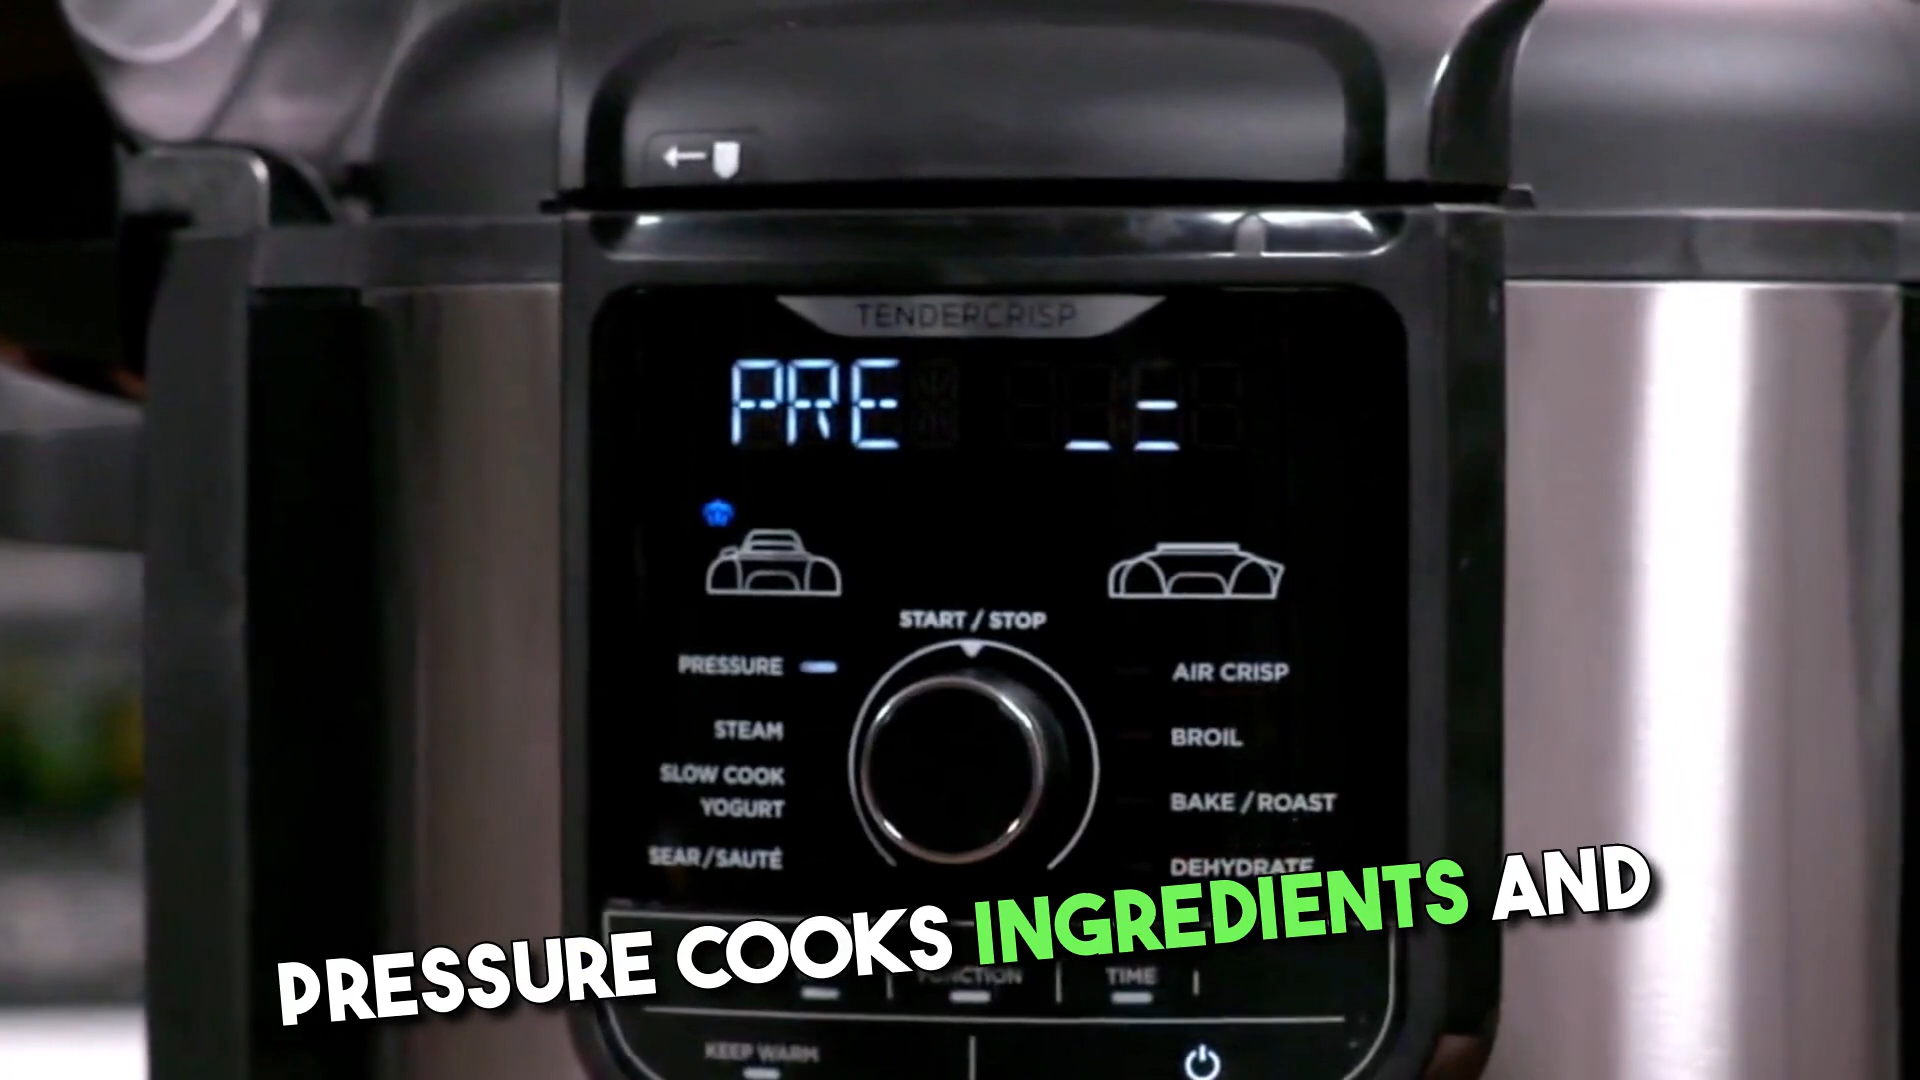 TENDERCRISP
PRE _=
START / STOP
PRESSURE
AIR CRISP
STEAM
BROIL
SLOW COOK
YOGURT
BAKE / ROAST
SEAR/SAUTÉ
DEHYDRATE
PRESSURE COOKS INGREDIENTS AND
FUNCTION
TIME
KEEP WARM